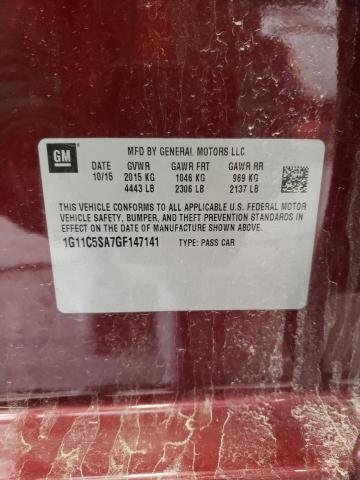 GM
MFD BY GENERAL MOTORS LLC
DATE GVWR GAWR FRT GAWR RR
10/15 2015 KG 1046 KG 969 KG
4443 LB 2306 LB 2137 LB
THIS VEHICLE CONFORMS TO ALL APPLICABLE U.S. FEDERAL MOTOR
VEHICLE SAFETY, BUMPER, AND THEFT PREVENTION STANDARDS IN
EFFECT ON THE DATE OF MANUFACTURE SHOWN ABOVE.
1G11C5SA7GF147141 TYPE: PASS CAR